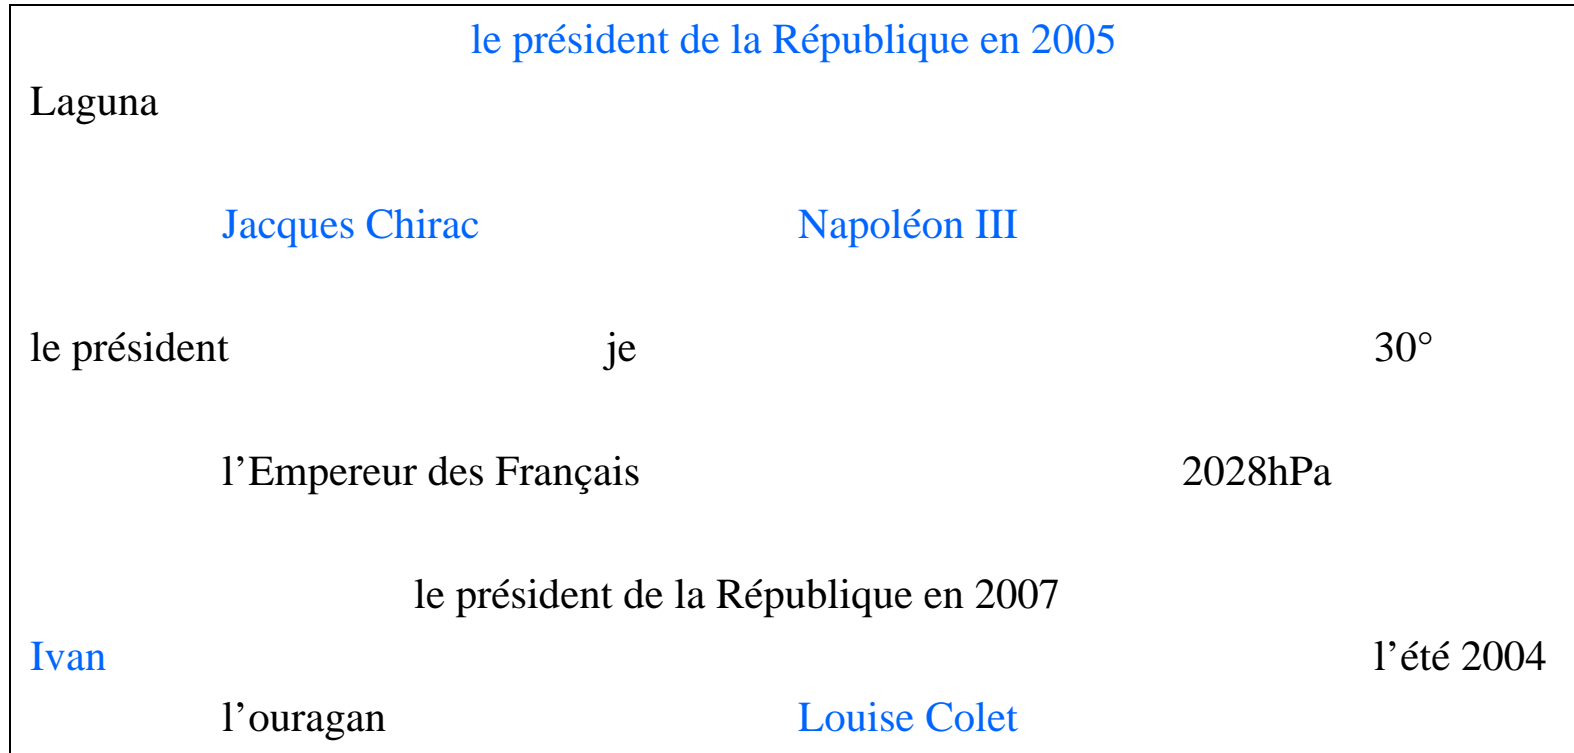 le président de la République en 2005
Laguna
Jacques Chirac Napoléon III
le président je 30°
l’Empereur des Français 2028hPa
le président de la République en 2007
Ivan l’été 2004
l’ouragan Louise Colet